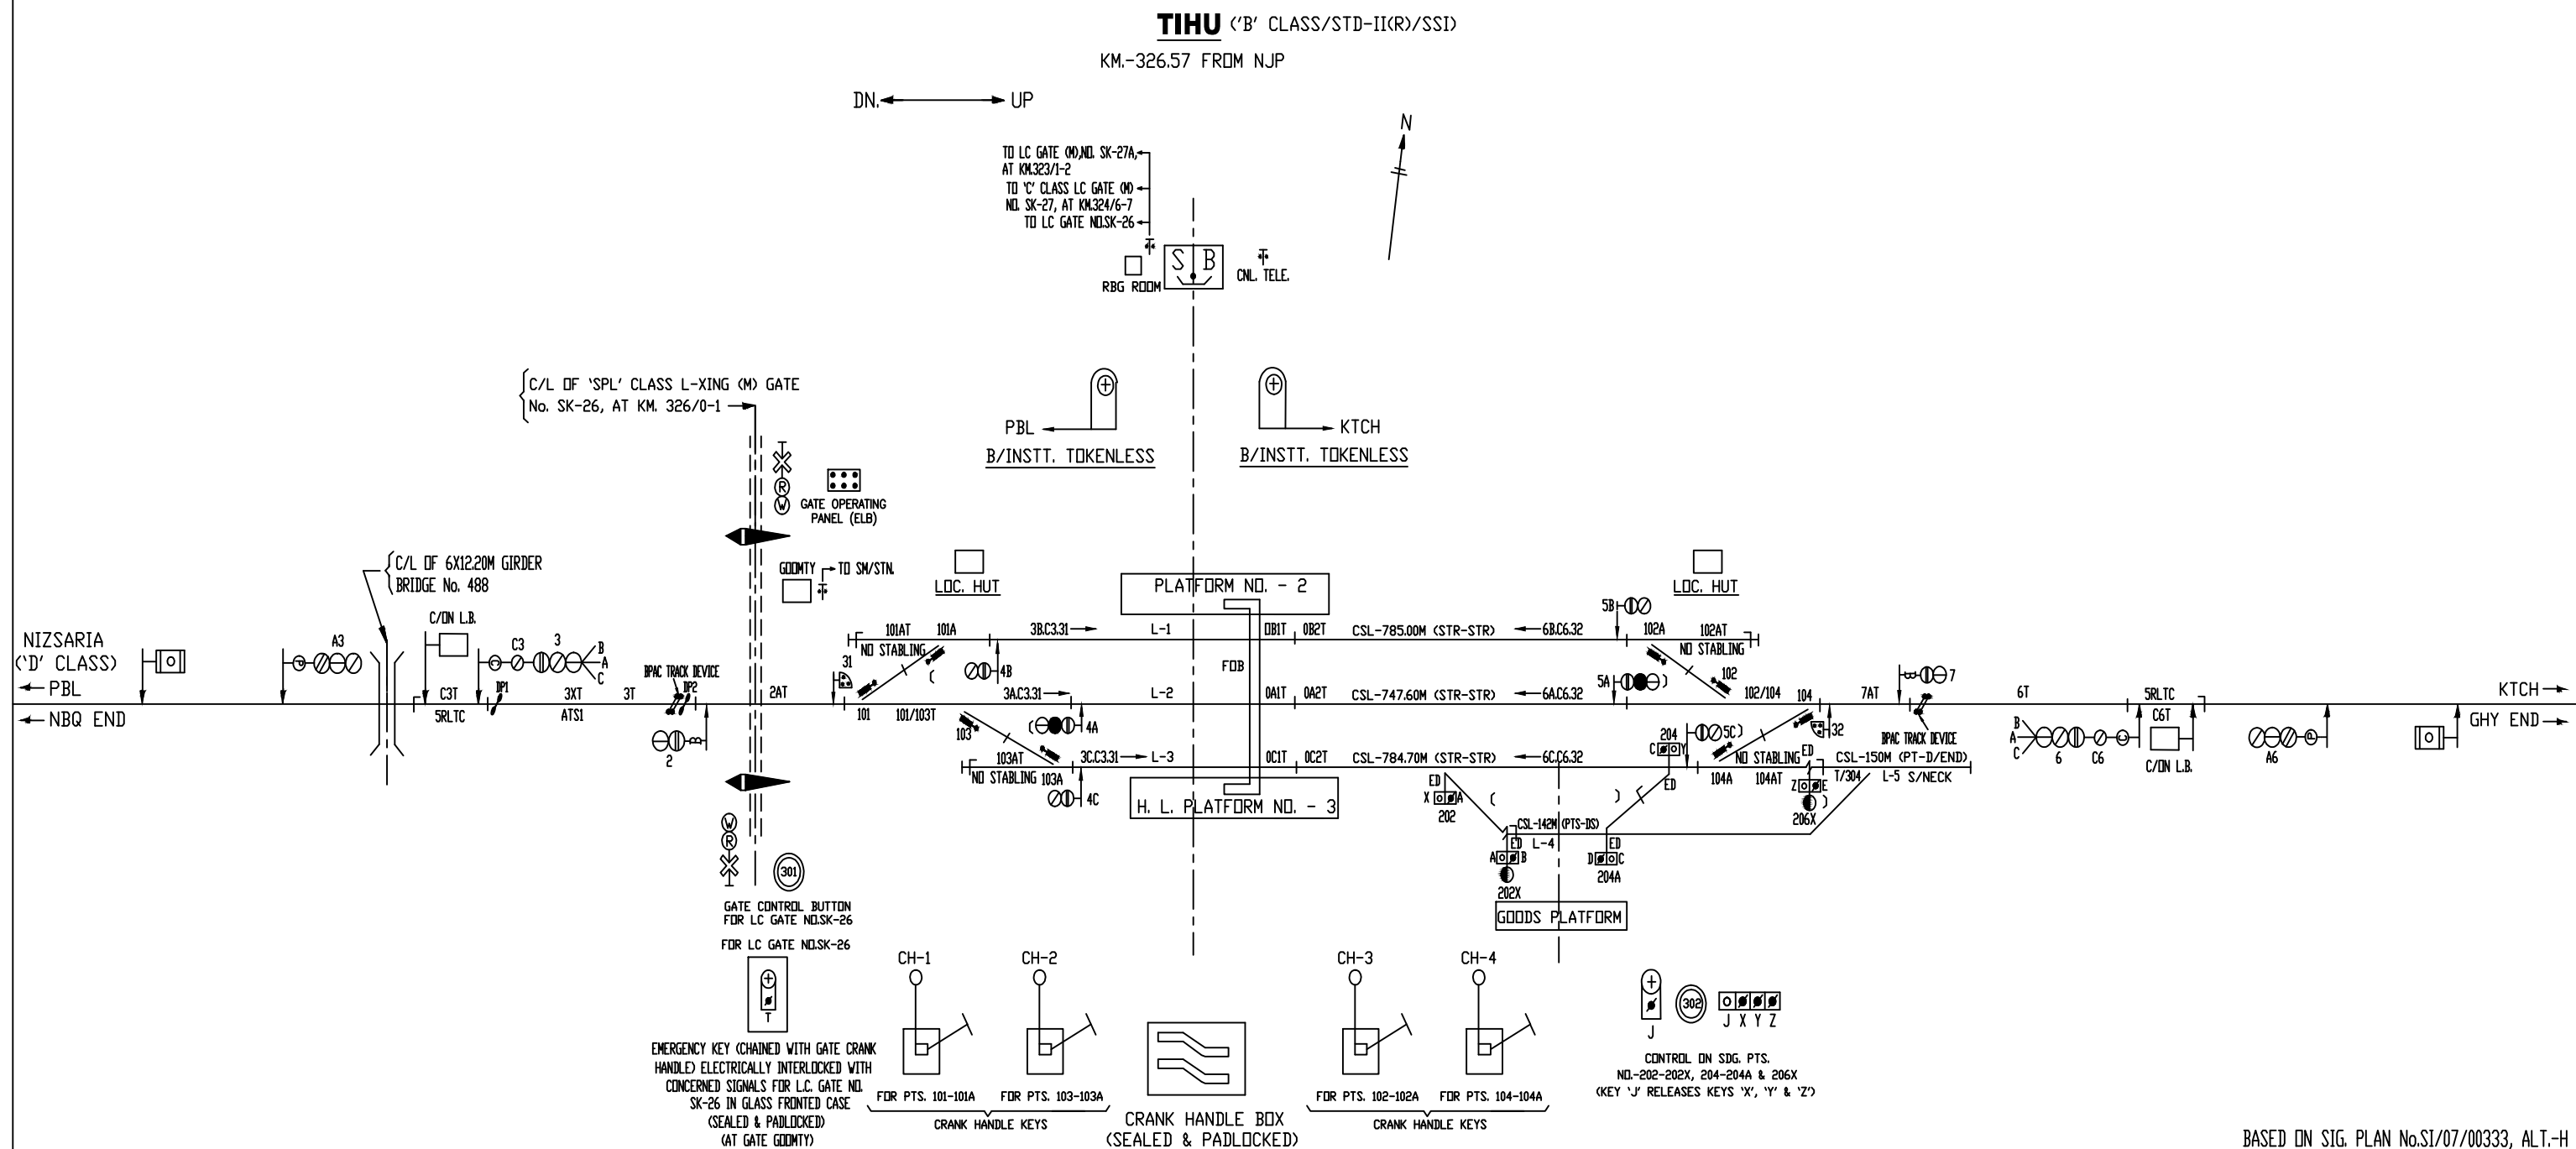 TIHU ('B' CLASS/STD-II(R)/SSI)
KM.-326.57 FROM NJP
DN. UP
N
TO LC GATE (M),NO. SK-27A,
AT KM.323/1-2
TO 'C' CLASS LC GATE (M)
NO. SK-27, AT KM.324/6-7
TO LC GATE NO.SK-26
S B
RBG ROOM
CNL. TELE.
C/L OF 'SPL' CLASS L-XING (M) GATE
No. SK-26, AT KM. 326/0-1
PBL
B/INSTT. TOKENLESS
KTCH
B/INSTT. TOKENLESS
R
W
GATE OPERATING
PANEL (ELB)
GOOMTY
TO SM/STN.
C/L OF 6X12.20M GIRDER
BRIDGE No. 488
LOC. HUT
PLATFORM NO. - 2
LOC. HUT
C/ON L.B.
NIZSARIA
('D' CLASS)
PBL
NBQ END
A3
P
C3
C
3
B
A
C
BPAC TRACK DEVICE
DP1
DP2
C3T
5RLTC
3XT
ATS1
3T
B
2
2AT
31
101AT
101A
NO STABLING
101
101/103T
3B.C3.31
L-1
0B1T
0B2T
CSL-785.00M (STR-STR)
6B.C6.32
5B
102A
102AT
NO STABLING
4B
FOB
102
3A.C3.31
L-2
0A1T
0A2T
CSL-747.60M (STR-STR)
6A.C6.32
5A
102/104
104
7AT
B
7
6T
5RLTC
C6T
KTCH
GHY END
103
4A
103AT
NO STABLING
103A
3C.C3.31
L-3
0C1T
0C2T
CSL-784.70M (STR-STR)
6C.C6.32
204
C
Y
5C
ED
32
NO STABLING
104A
104AT
ED
CSL-150M (PT-D/END)
T/304
L-5 S/NECK
BPAC TRACK DEVICE
B
A
C
6
C6
C
C/ON L.B.
A6
P
4C
H. L. PLATFORM NO. - 3
ED
X
A
202
Z
E
206X
CSL-142M (PTS-DS)
ED
L-4
A
B
202X
ED
D
C
204A
GOODS PLATFORM
W
R
301
GATE CONTROL BUTTON
FOR LC GATE NO.SK-26
FOR LC GATE NO.SK-26
T
EMERGENCY KEY (CHAINED WITH GATE CRANK
HANDLE) ELECTRICALLY INTERLOCKED WITH
CONCERNED SIGNALS FOR L.C. GATE NO.
SK-26 IN GLASS FRONTED CASE
(SEALED & PADLOCKED)
(AT GATE GOOMTY)
CH-1
FOR PTS. 101-101A
CH-2
FOR PTS. 103-103A
CRANK HANDLE KEYS
CRANK HANDLE BOX
(SEALED & PADLOCKED)
CH-3
FOR PTS. 102-102A
CH-4
FOR PTS. 104-104A
CRANK HANDLE KEYS
J
302
J X Y Z
CONTROL ON SDG. PTS.
NO.-202-202X, 204-204A & 206X
(KEY 'J' RELEASES KEYS 'X', 'Y' & 'Z')
BASED ON SIG. PLAN No.SI/07/00333, ALT.-H